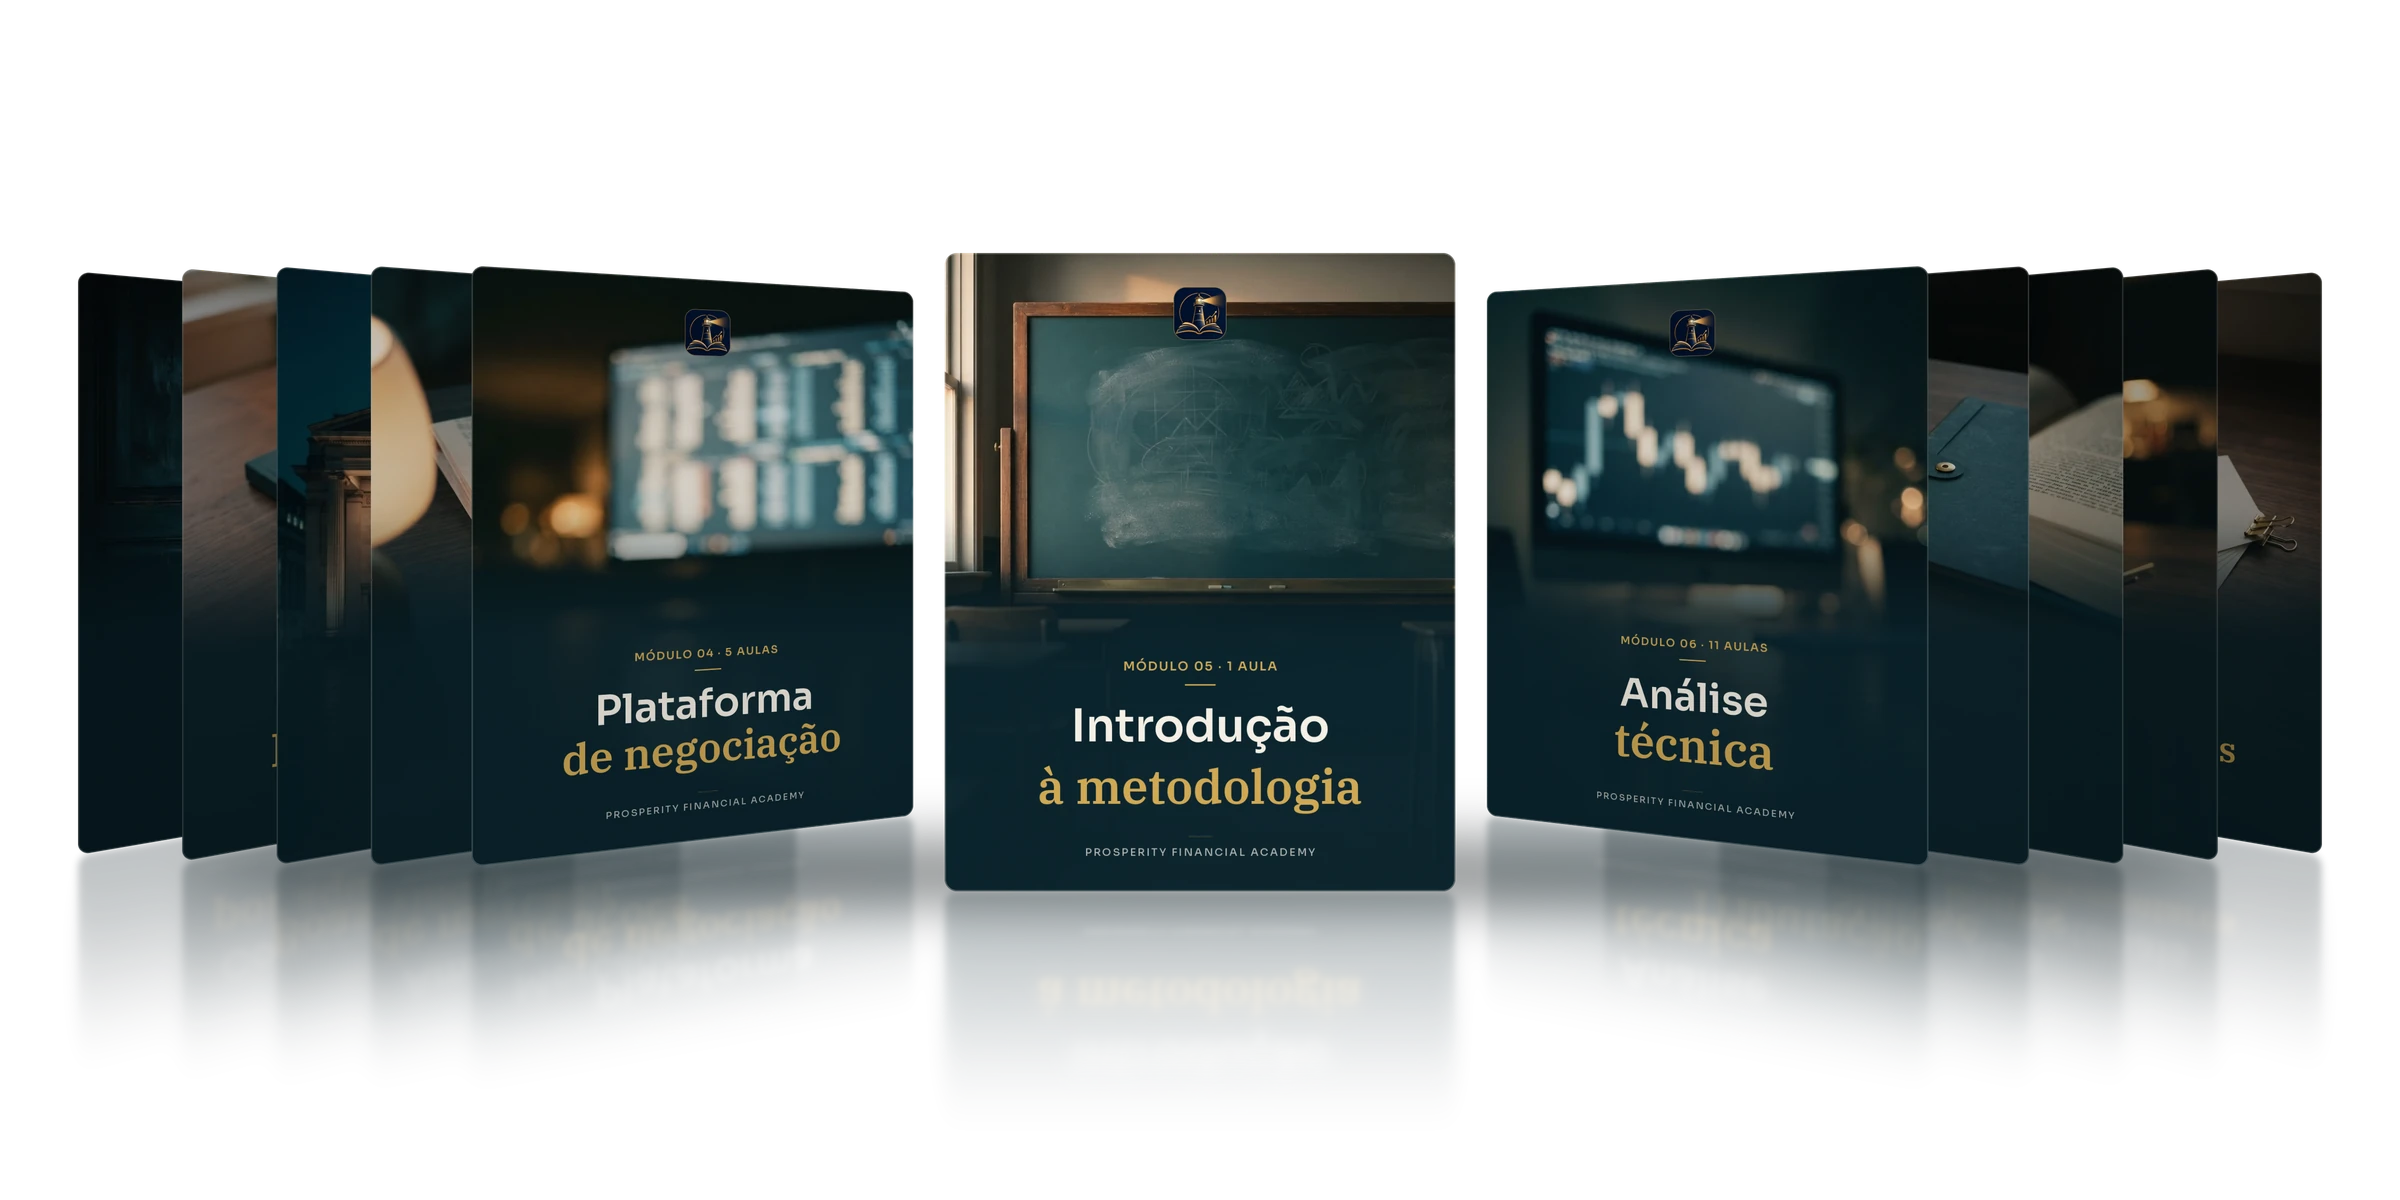 MÓDULO 04 · 5 AULAS
Plataforma
de negociação
PROSPERITY FINANCIAL ACADEMY
MÓDULO 05 · 1 AULA
Introdução
à metodologia
PROSPERITY FINANCIAL ACADEMY
MÓDULO 06 · 11 AULAS
Análise
técnica
PROSPERITY FINANCIAL ACADEMY